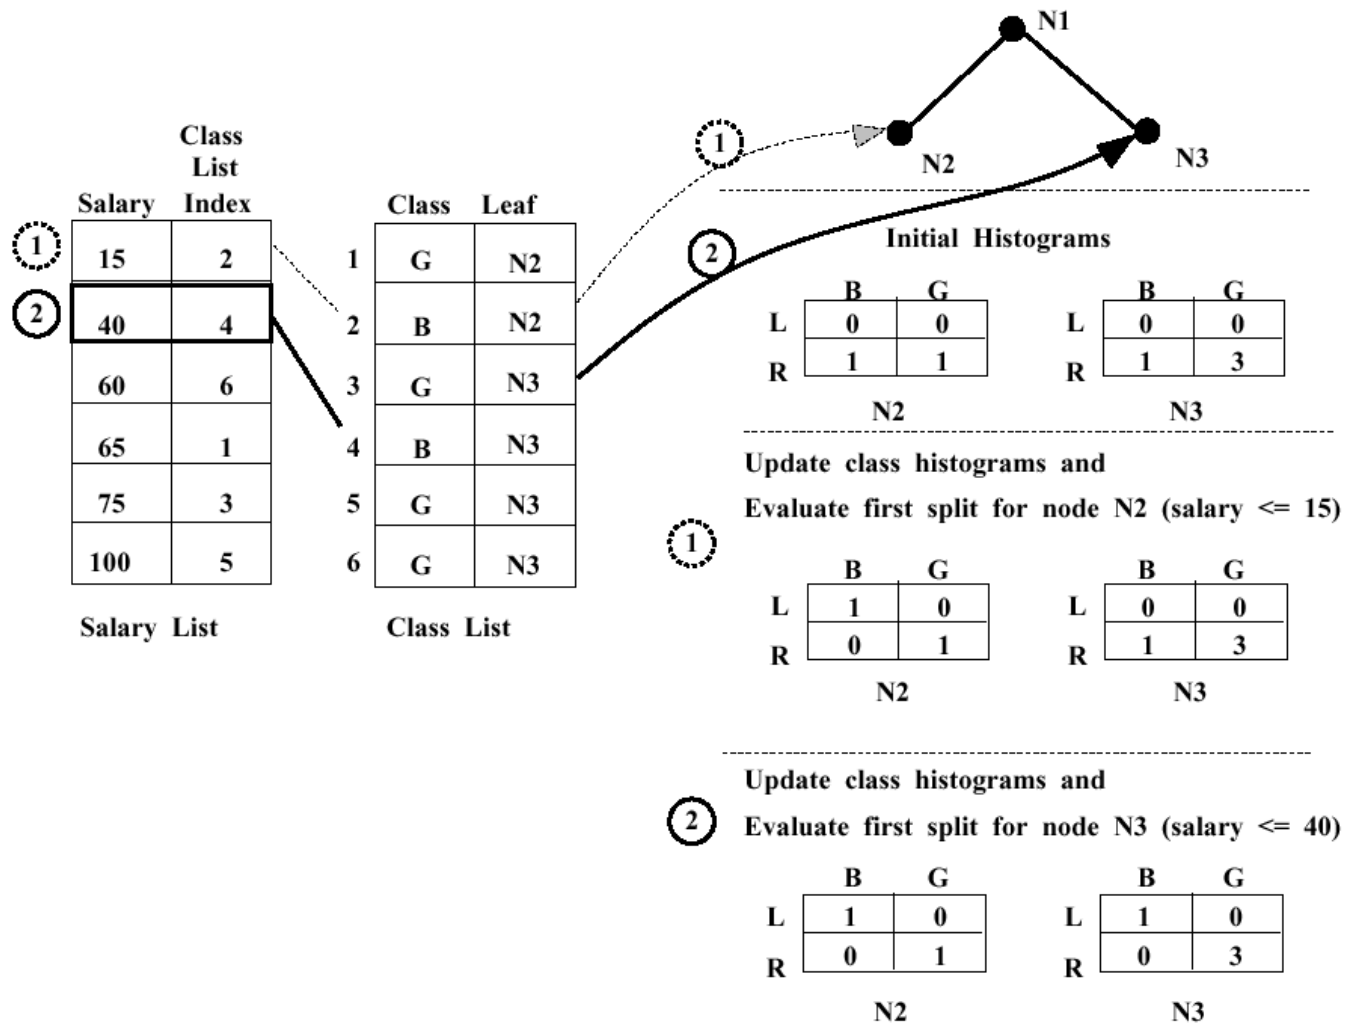 Class
List
Salary Index
1 15 2
2 40 4
60 6
65 1
75 3
100 5
Salary List
Class Leaf
1 G N2
2 B N2
3 G N3
4 B N3
5 G N3
6 G N3
Class List
N1
1
N2 N3
2
Initial Histograms
B G B G
L 0 0 L 0 0
R 1 1 R 1 3
N2 N3
Update class histograms and
Evaluate first split for node N2 (salary <= 15)
1
B G B G
L 1 0 L 0 0
R 0 1 R 1 3
N2 N3
Update class histograms and
2 Evaluate first split for node N3 (salary <= 40)
B G B G
L 1 0 L 1 0
R 0 1 R 0 3
N2 N3